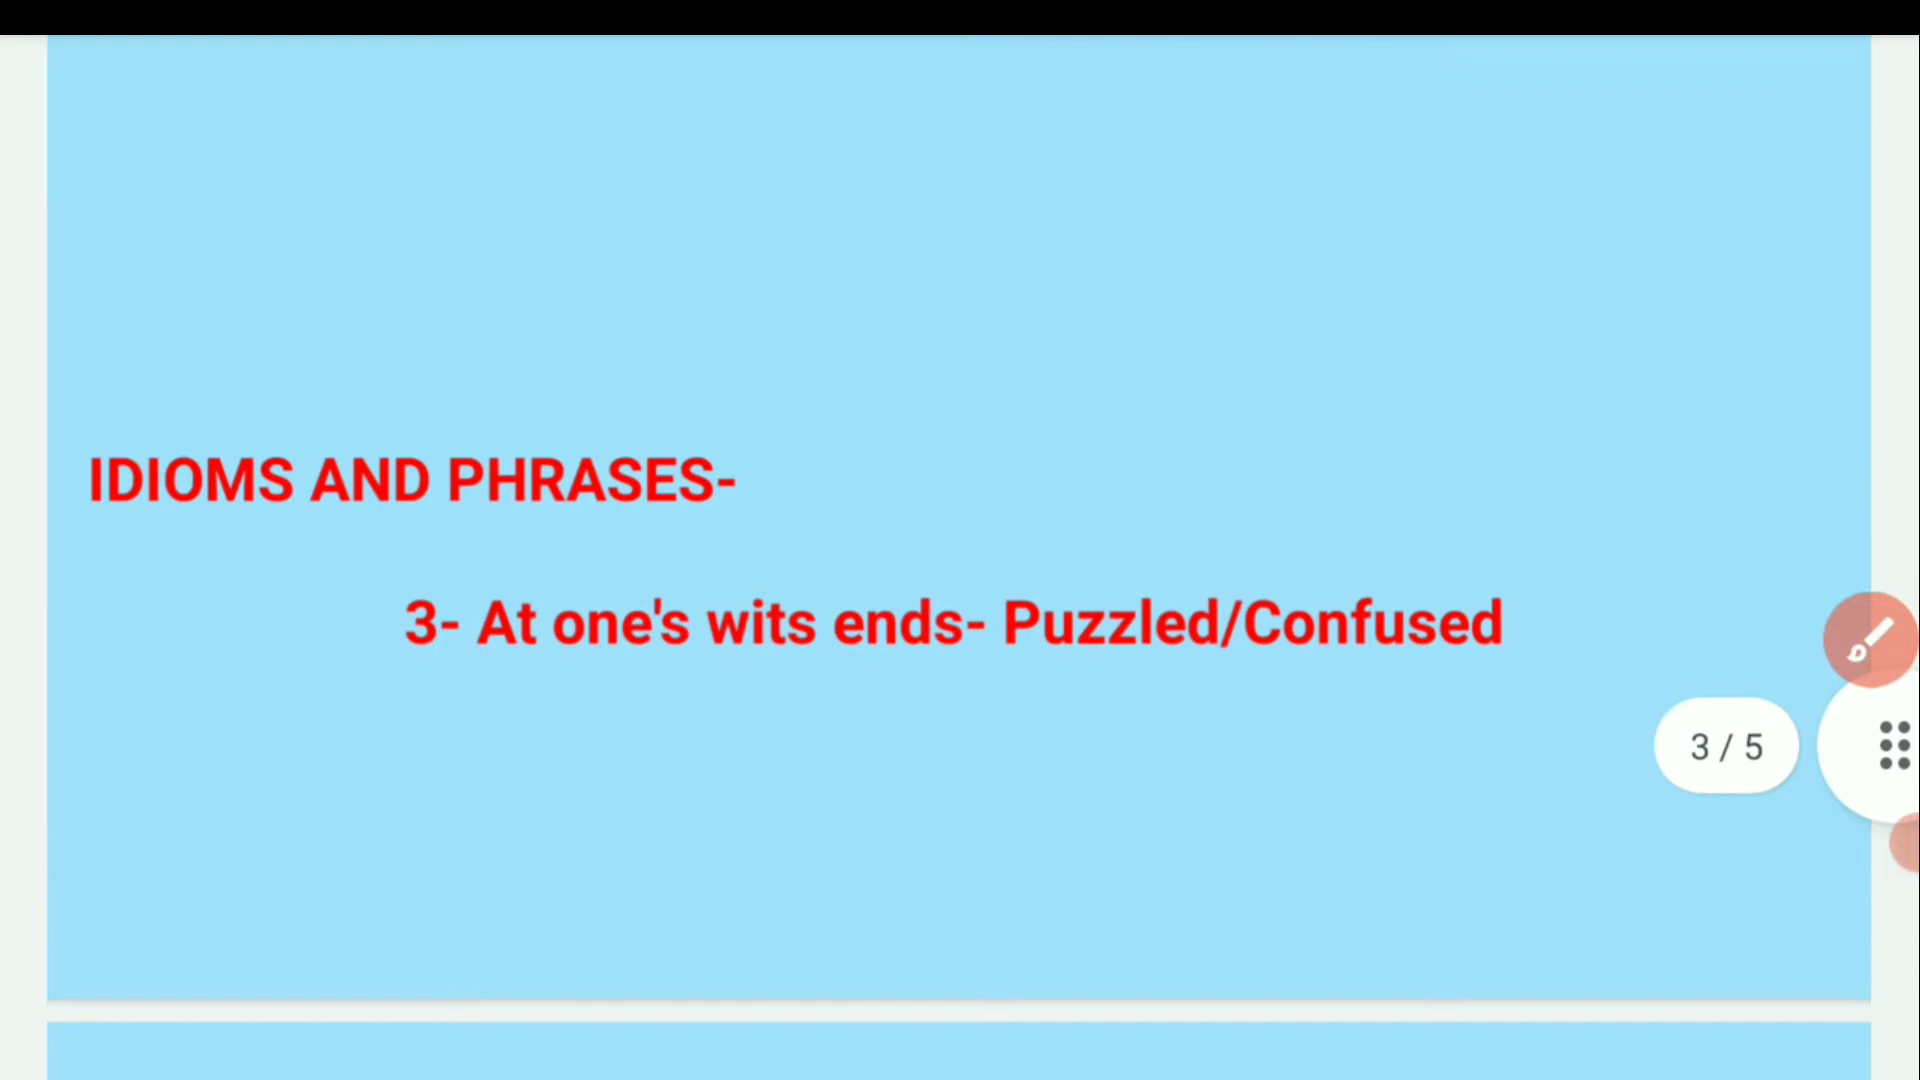 IDIOMS AND PHRASES-
3- At one's wits ends- Puzzled/Confused
3 / 5